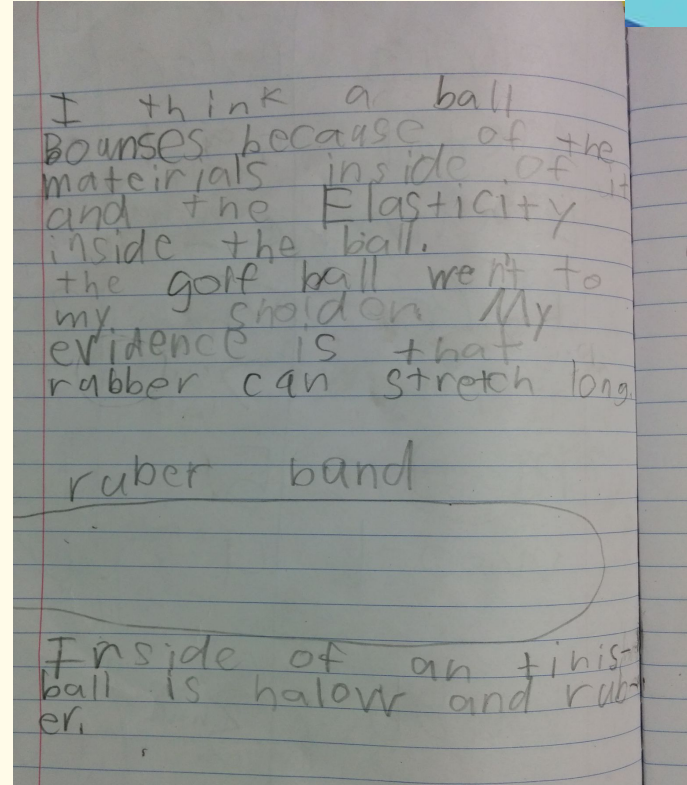 I think a ball
Bounses because of the
mateirials inside of it
and the Elasticity
inside the ball.
the golf ball went to
my sholder My
evidence is that
rubber can stretch long.
ruber band
Inside of an tinis-
ball is halow and rub-
er.